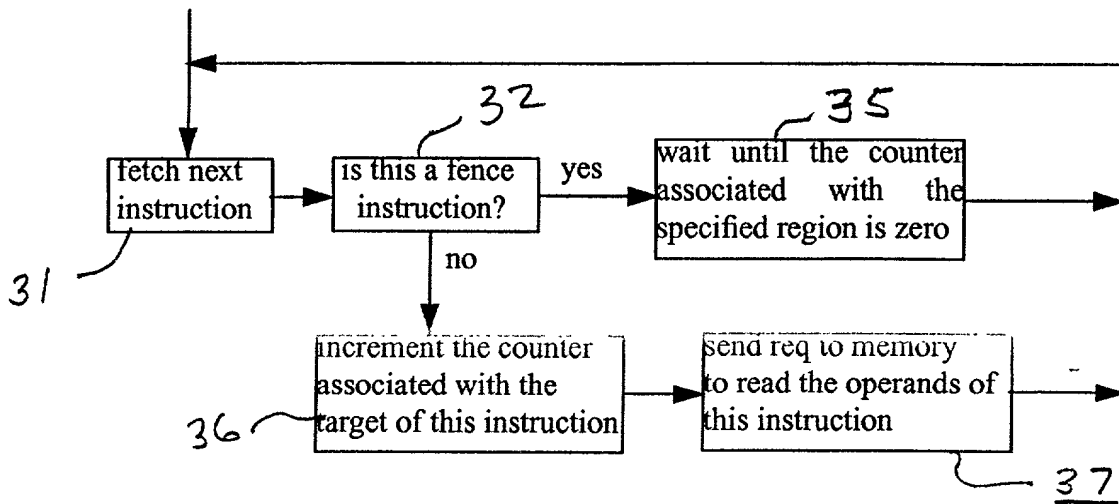 32
35
fetch next
instruction
is this a fence
instruction?
yes
wait until the counter
associated with the
specified region is zero
31
no
increment the counter
associated with the
target of this instruction
send req to memory
to read the operands of
this instruction
36
37